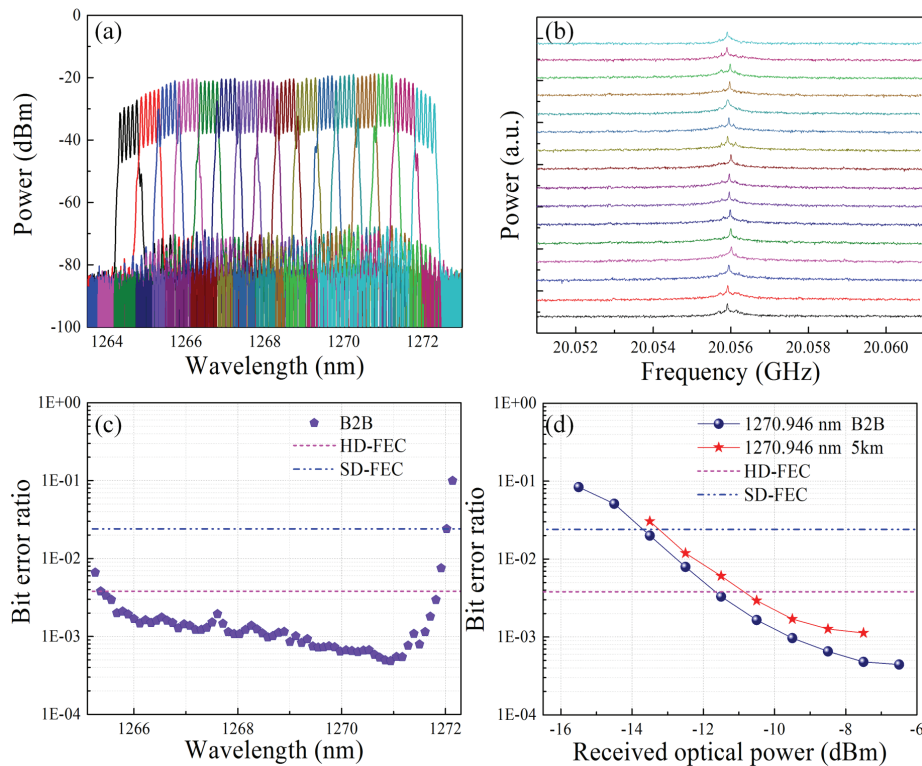 (a)
Power (dBm)
0
-20
-40
-60
-80
-100
1264 1266 1268 1270 1272
Wavelength (nm)
(b)
Power (a.u.)
20.052 20.054 20.056 20.058 20.060
Frequency (GHz)
(c)
B2B
HD-FEC
SD-FEC
Bit error ratio
1E+00
1E-01
1E-02
1E-03
1E-04
1266 1268 1270 1272
Wavelength (nm)
(d)
1270.946 nm B2B
1270.946 nm 5km
HD-FEC
SD-FEC
Bit error ratio
1E+00
1E-01
1E-02
1E-03
1E-04
-16 -14 -12 -10 -8 -6
Received optical power (dBm)